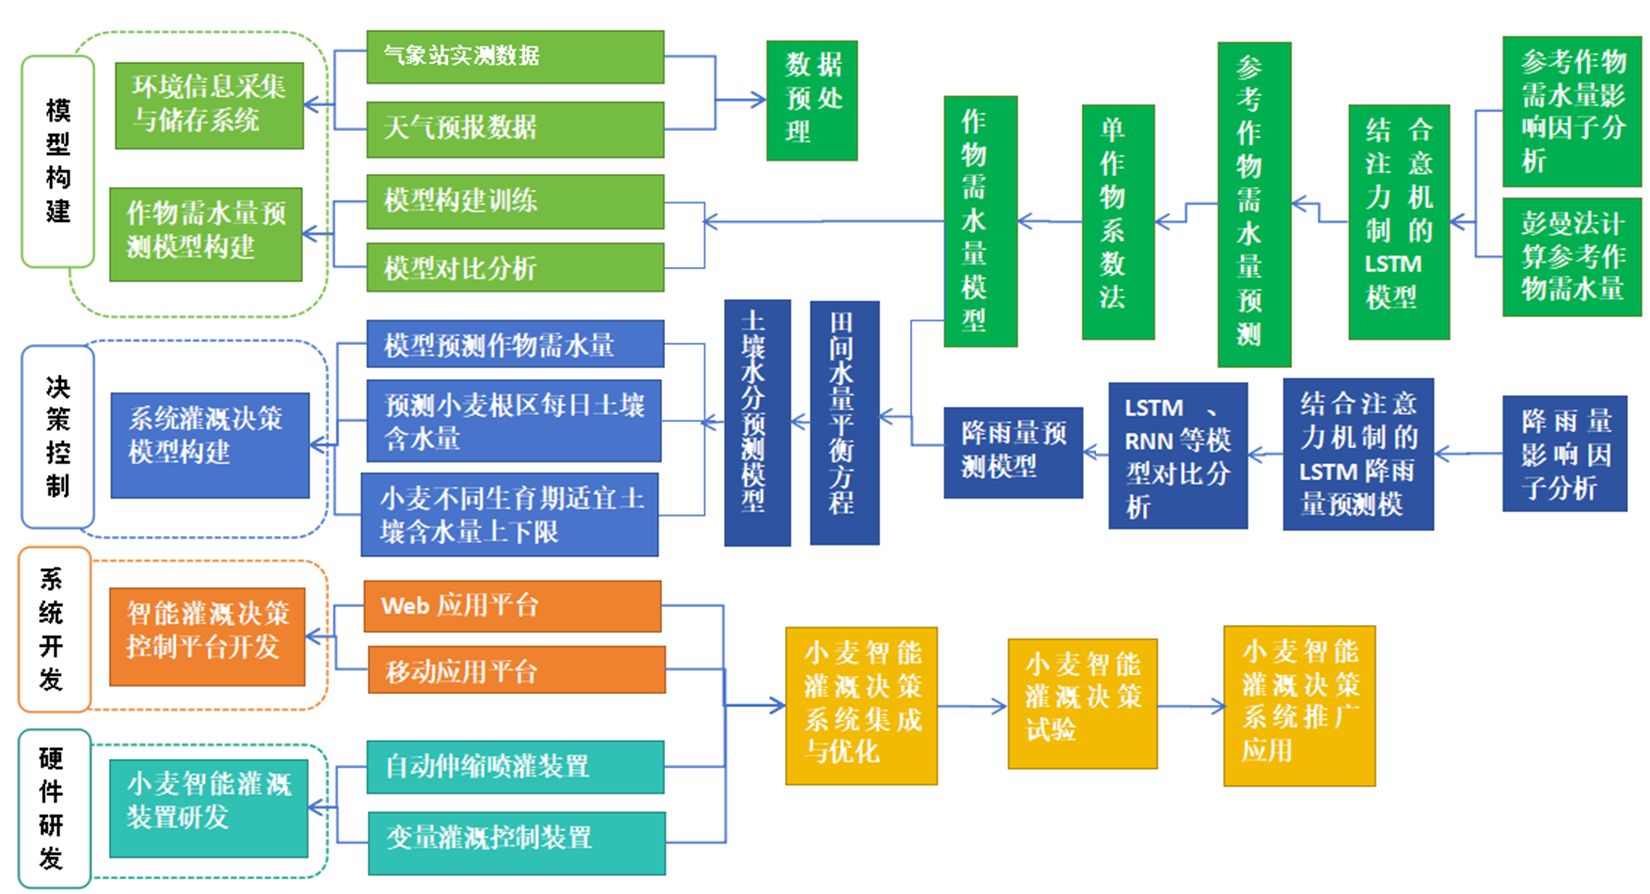 模型构建
环境信息采集
与储存系统
作物需水量预
测模型构建
气象站实测数据
天气预报数据
模型构建训练
模型对比分析
数据
预处
理
作物需水量模型
单作物系数法
参考作物需水量预测
结合
注意
力机
制的
LSTM
模型
参考作物
需水量影
响因子分
析
彭曼法计
算参考作
物需水量
决策控制
系统灌溉决策
模型构建
模型预测作物需水量
预测小麦根区每日土壤
含水量
小麦不同生育期适宜土
壤含水量上下限
土壤水分预测模型
田间水量平衡方程
降雨量预
测模型
LSTM、
RNN等模
型对比分
析
结合注意
力机制的
LSTM降雨
量预测模
降雨量
影响因
子分析
系统开发
智能灌溉决策
控制平台开发
Web应用平台
移动应用平台
硬件研发
小麦智能灌溉
装置研发
自动伸缩喷灌装置
变量灌溉控制装置
小麦智能
灌溉决策
系统集成
与优化
小麦智能
灌溉决策
试验
小麦智能
灌溉决策
系统推广
应用